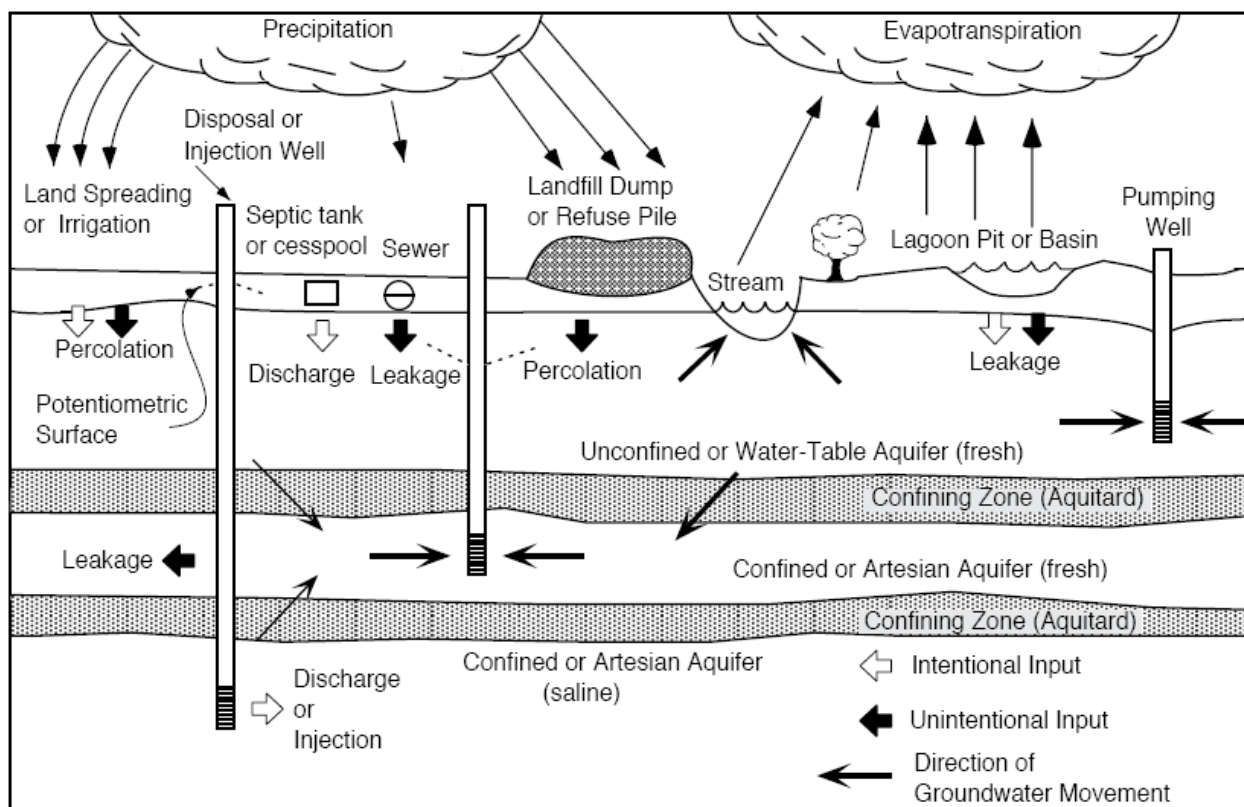 Precipitation
Evapotranspiration
Disposal or
Injection Well
Land Spreading
or Irrigation
Septic tank
or cesspool
Sewer
Landfill Dump
or Refuse Pile
Stream
Lagoon Pit or Basin
Pumping
Well
Percolation
Discharge
Leakage
Percolation
Leakage
Potentiometric
Surface
Unconfined or Water-Table Aquifer (fresh)
Confining Zone (Aquitard)
Leakage
Confined or Artesian Aquifer (fresh)
Confining Zone (Aquitard)
Confined or Artesian Aquifer
(saline)
Discharge
or
Injection
Intentional Input
Unintentional Input
Direction of
Groundwater Movement